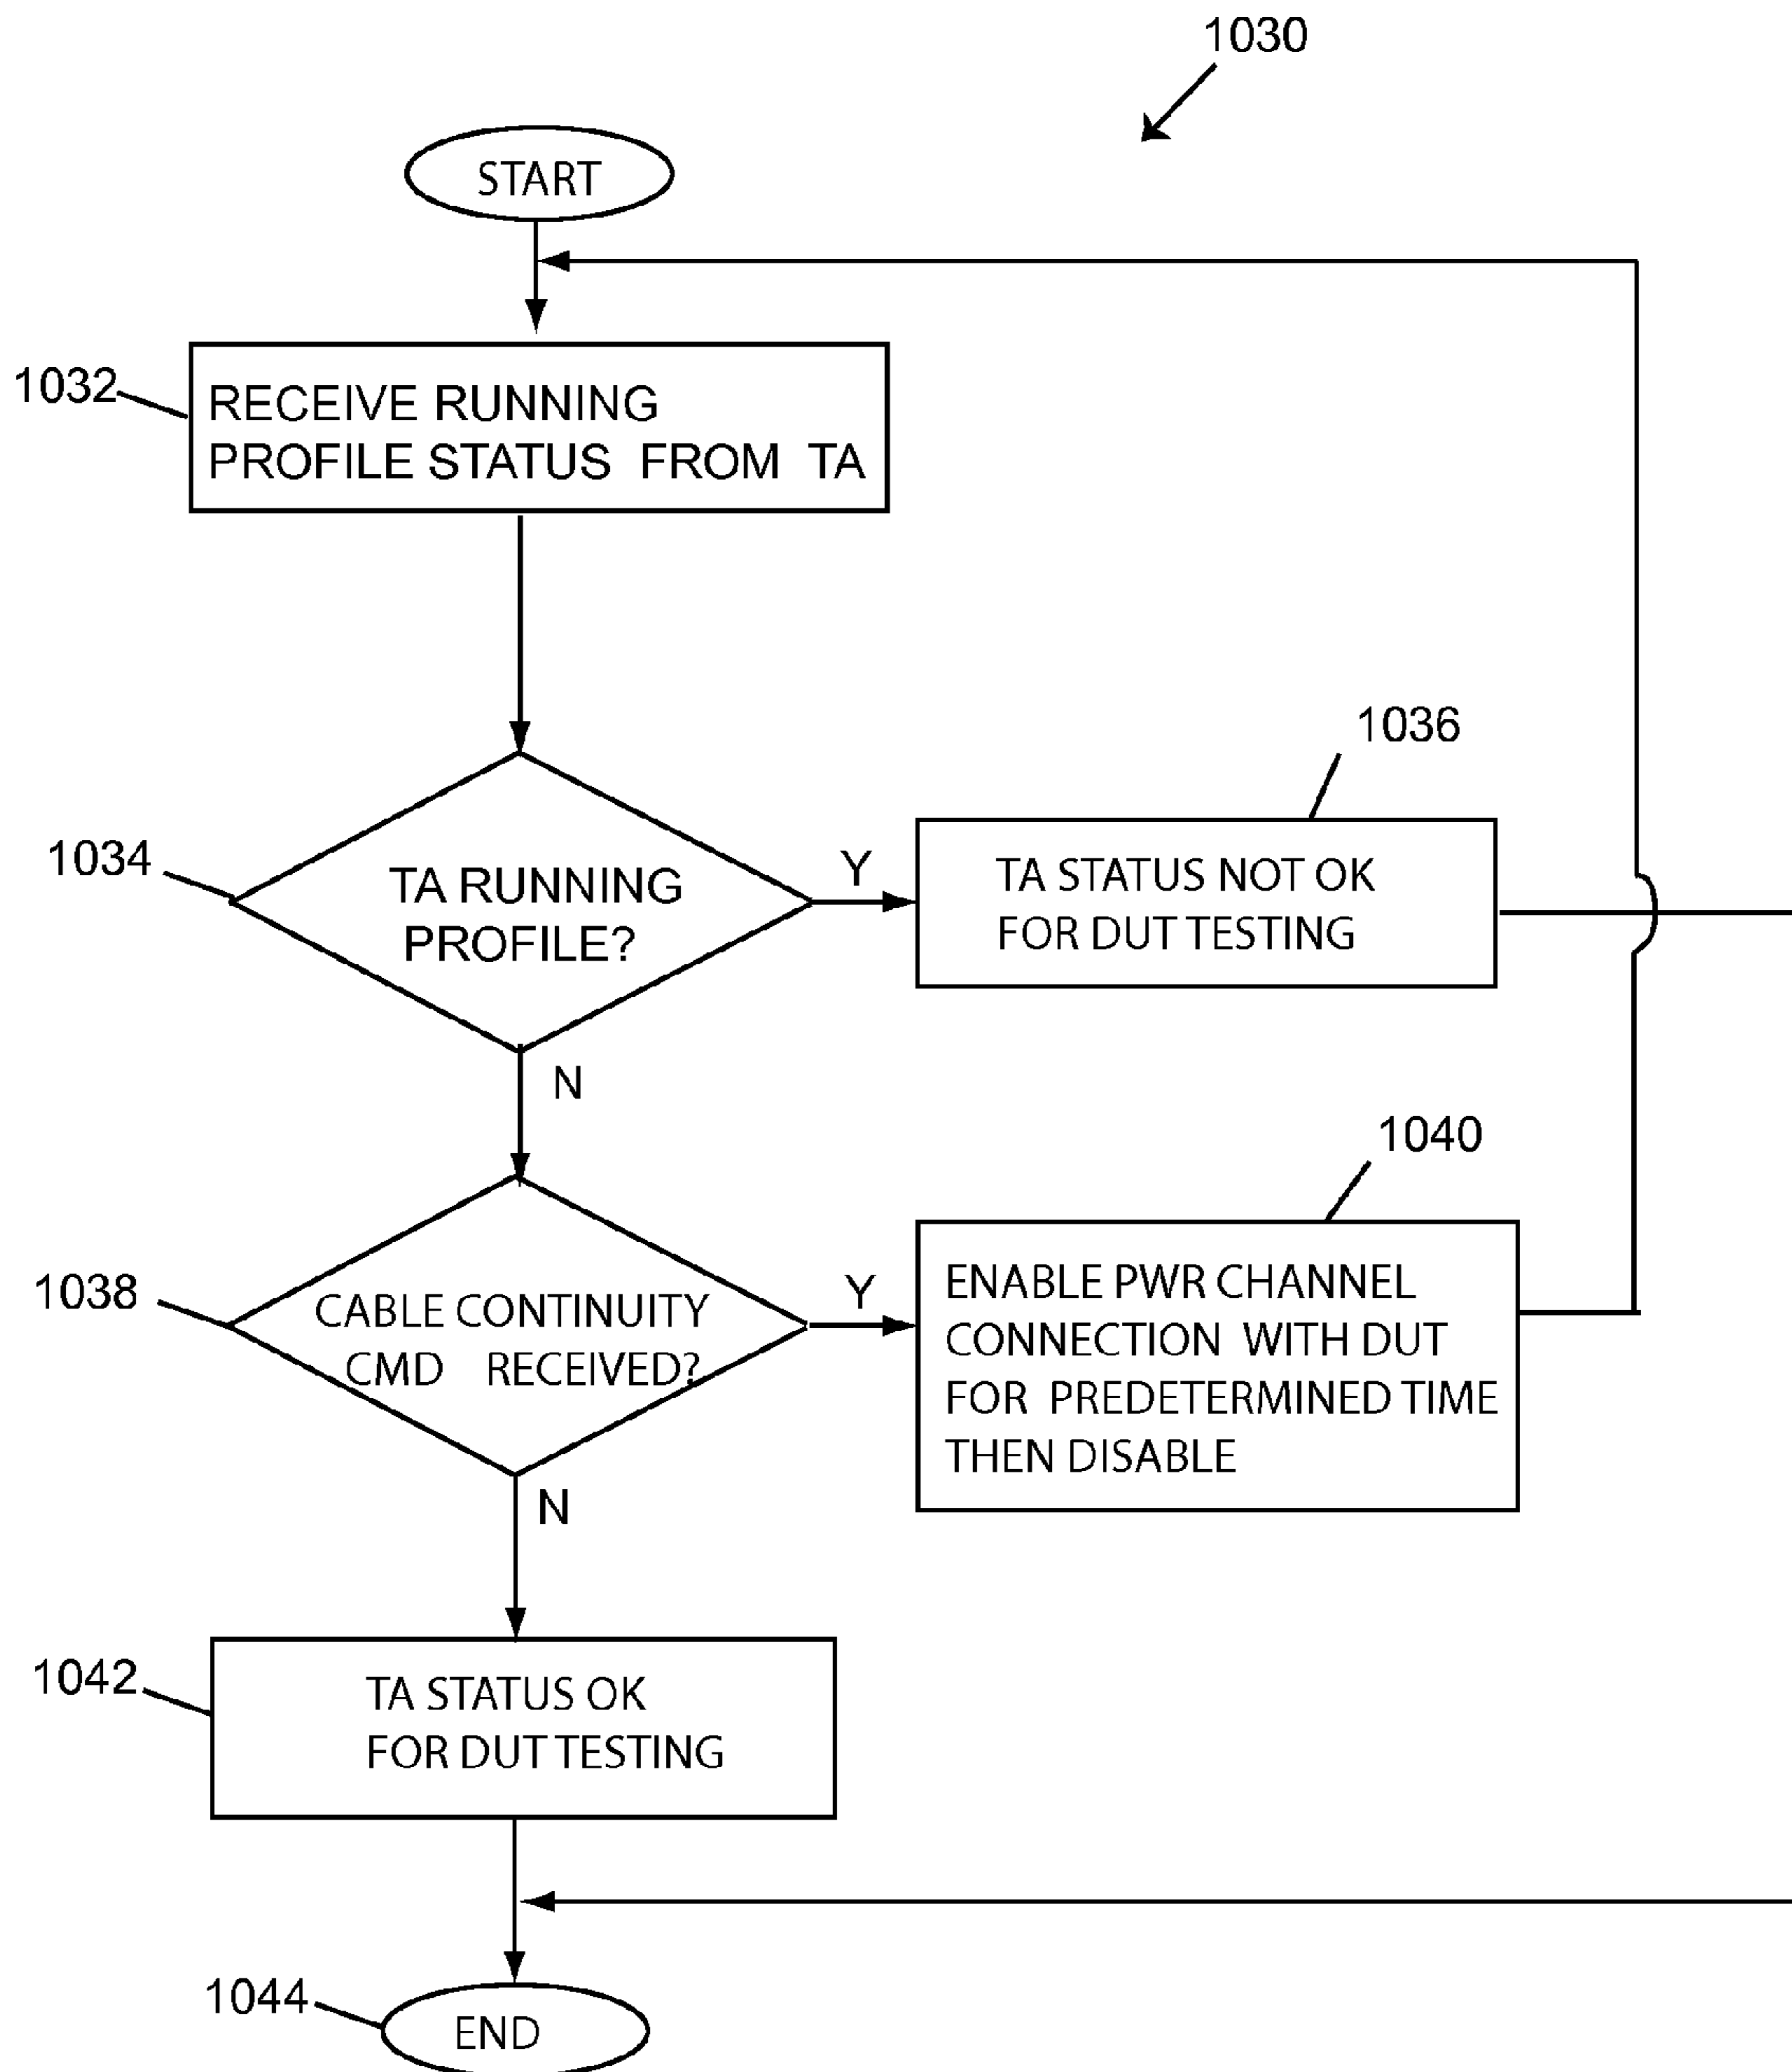 1030
START
1032
RECEIVE RUNNING
PROFILE STATUS FROM TA
1034
TA RUNNING
PROFILE?
Y
1036
TA STATUS NOT OK
FOR DUT TESTING
N
1038
CABLE CONTINUITY
CMD RECEIVED?
Y
1040
ENABLE PWR CHANNEL
CONNECTION WITH DUT
FOR PREDETERMINED TIME
THEN DISABLE
N
1042
TA STATUS OK
FOR DUT TESTING
1044
END